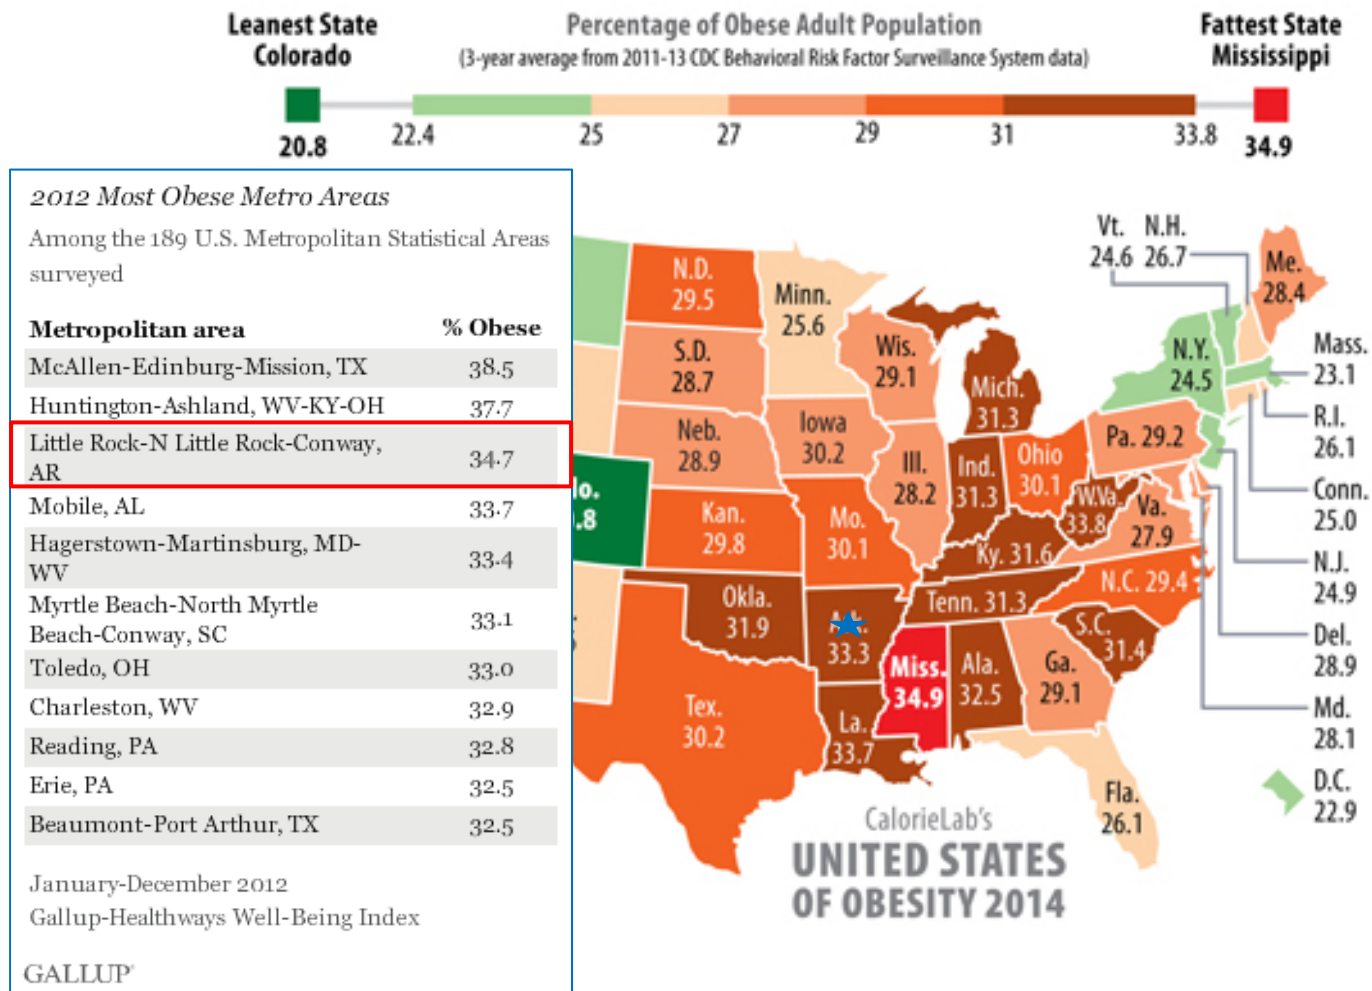 Leanest State
Colorado
20.8
Percentage of Obese Adult Population
(3-year average from 2011-13 CDC Behavioral Risk Factor Surveillance System data)
22.4
25
27
29
31
33.8
Fattest State
Mississippi
34.9
2012 Most Obese Metro Areas
Among the 189 U.S. Metropolitan Statistical Areas
surveyed
Metropolitan area % Obese
McAllen-Edinburg-Mission, TX 38.5
Huntington-Ashland, WV-KY-OH 37.7
Little Rock-N Little Rock-Conway,
AR 34.7
Mobile, AL 33.7
Hagerstown-Martinsburg, MD-
WV 33.4
Myrtle Beach-North Myrtle
Beach-Conway, SC 33.1
Toledo, OH 33.0
Charleston, WV 32.9
Reading, PA 32.8
Erie, PA 32.5
Beaumont-Port Arthur, TX 32.5
January-December 2012
Gallup-Healthways Well-Being Index
GALLUP'
N.D.
29.5
Minn.
25.6
S.D.
28.7
Wis.
29.1
Mich.
31.3
Neb.
28.9
Iowa
30.2
Ill.
28.2
Ind.
31.3
Ohio
30.1
Pa. 29.2
N.Y.
24.5
Vt.
24.6
N.H.
26.7
Me.
28.4
Mass.
23.1
R.I.
26.1
Conn.
25.0
N.J.
24.9
Del.
28.9
Md.
28.1
D.C.
22.9
lo.
.8
Kan.
29.8
Mo.
30.1
Ky. 31.6
W.Va.
33.8
Va.
27.9
N.C. 29.4
Tenn. 31.3
S.C.
31.4
Okla.
31.9
33.3
Miss.
34.9
Ala.
32.5
Ga.
29.1
Tex.
30.2
La.
33.7
Fla.
26.1
CalorieLab's
UNITED STATES
OF OBESITY 2014